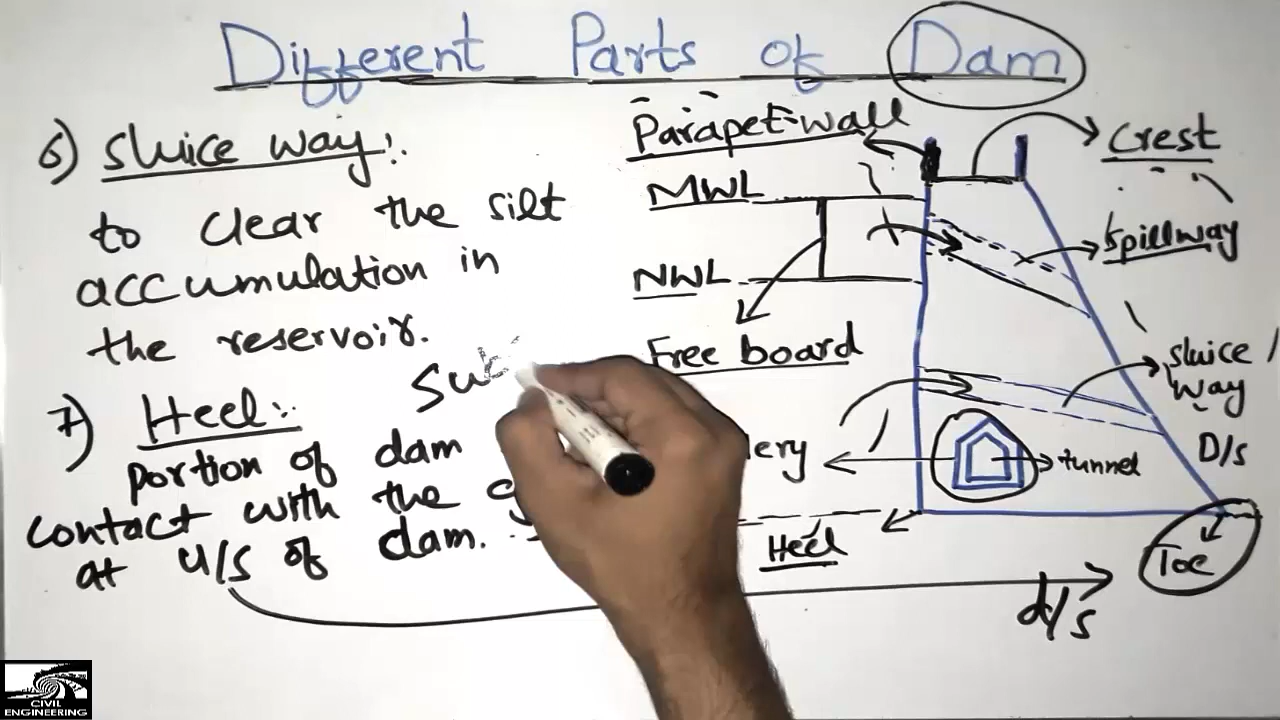 Different Parts of Dam
6) Sluice way:
to clear the silt
accumulation in
the reservoir.
7) Heel:
portion of dam
contact with the
at u/s of dam.
Parapet-wall
Crest
MWL
Spillway
NWL
Free board
Sluice
way
D/s
tunnel
Heel
Toe
d/s
CIVIL
ENGINEERING